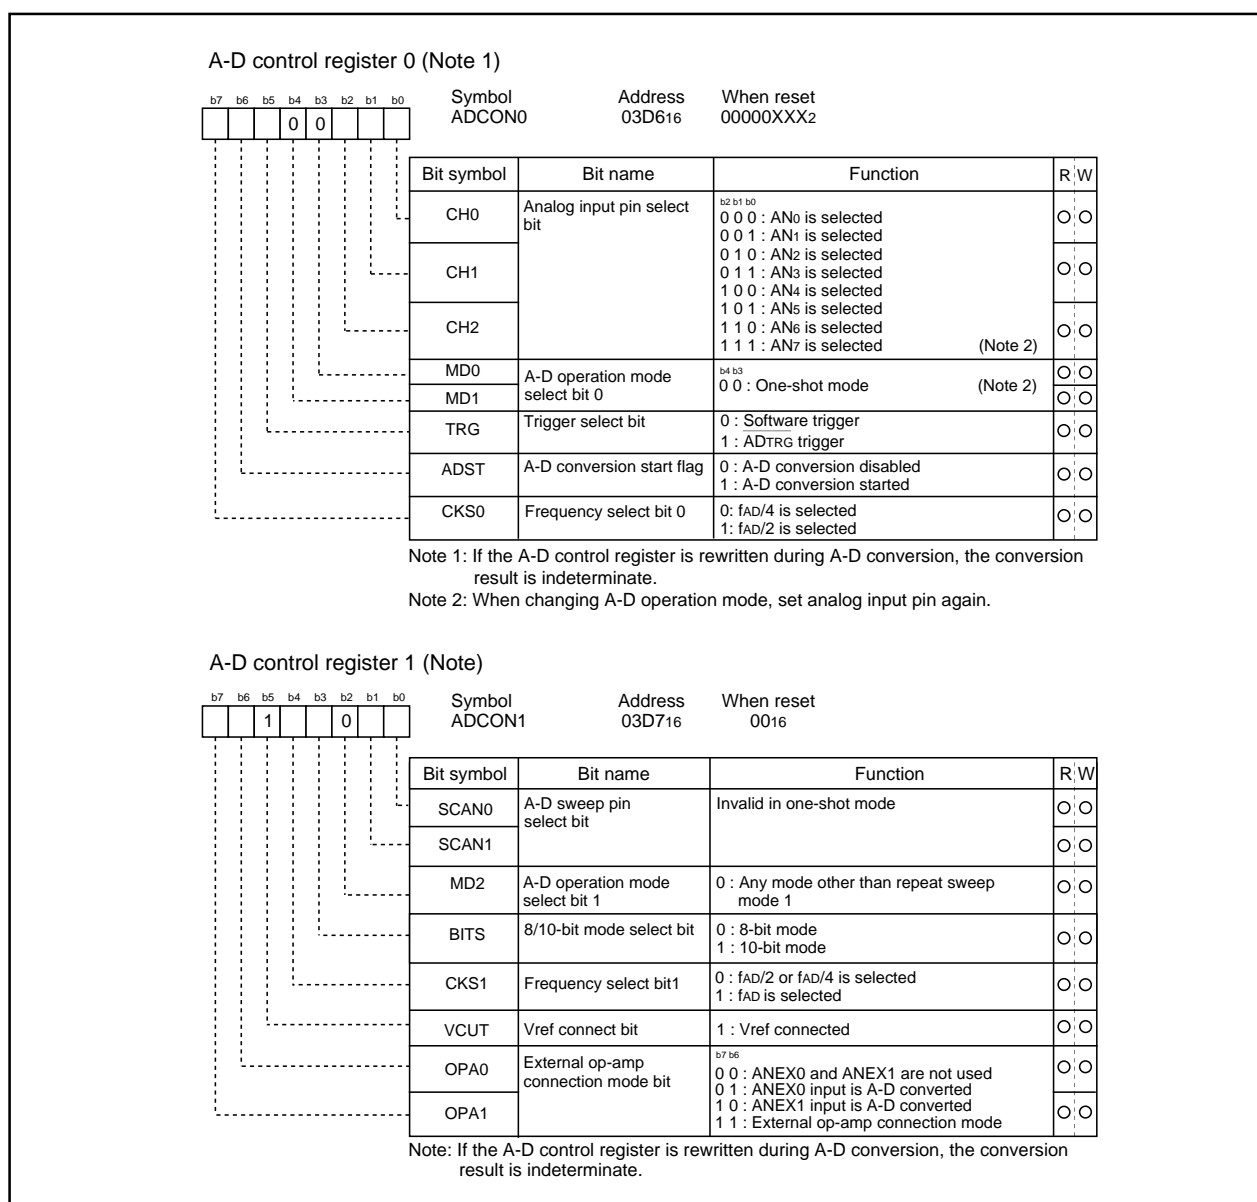 A-D control register 0 (Note 1)
b7 b6 b5 b4 b3 b2 b1 b0
0 0
Symbol Address When reset
ADCON0 03D616 00000XXX2
Bit symbol Bit name Function R W
CH0 Analog input pin select bit
b2 b1 b0
0 0 0 : AN0 is selected
0 0 1 : AN1 is selected
0 1 0 : AN2 is selected
CH1
0 1 1 : AN3 is selected
1 0 0 : AN4 is selected
1 0 1 : AN5 is selected
CH2
1 1 0 : AN6 is selected
1 1 1 : AN7 is selected (Note 2)
MD0 A-D operation mode select bit 0
b4 b3
0 0 : One-shot mode (Note 2)
MD1
TRG Trigger select bit
0 : Software trigger
1 : ADTRG trigger
ADST A-D conversion start flag
0 : A-D conversion disabled
1 : A-D conversion started
CKS0 Frequency select bit 0
0: fAD/4 is selected
1: fAD/2 is selected
Note 1: If the A-D control register is rewritten during A-D conversion, the conversion
result is indeterminate.
Note 2: When changing A-D operation mode, set analog input pin again.
A-D control register 1 (Note)
b7 b6 b5 b4 b3 b2 b1 b0
1 0
Symbol Address When reset
ADCON1 03D716 0016
Bit symbol Bit name Function R W
SCAN0 A-D sweep pin select bit
Invalid in one-shot mode
SCAN1
MD2 A-D operation mode select bit 1
0 : Any mode other than repeat sweep
mode 1
BITS 8/10-bit mode select bit
0 : 8-bit mode
1 : 10-bit mode
CKS1 Frequency select bit1
0 : fAD/2 or fAD/4 is selected
1 : fAD is selected
VCUT Vref connect bit
1 : Vref connected
OPA0 External op-amp connection mode bit
b7 b6
0 0 : ANEX0 and ANEX1 are not used
0 1 : ANEX0 input is A-D converted
OPA1
1 0 : ANEX1 input is A-D converted
1 1 : External op-amp connection mode
Note: If the A-D control register is rewritten during A-D conversion, the conversion
result is indeterminate.